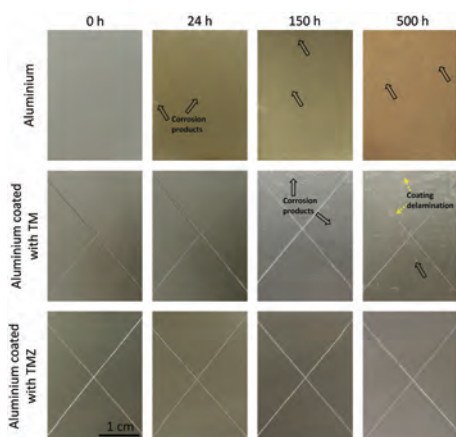 0 h
24 h
150 h
500 h
Aluminium
Corrosion
products
Aluminium coated
with TM
Corrosion
products
Coating
delamination
Aluminium coated
with TMZ
1 cm